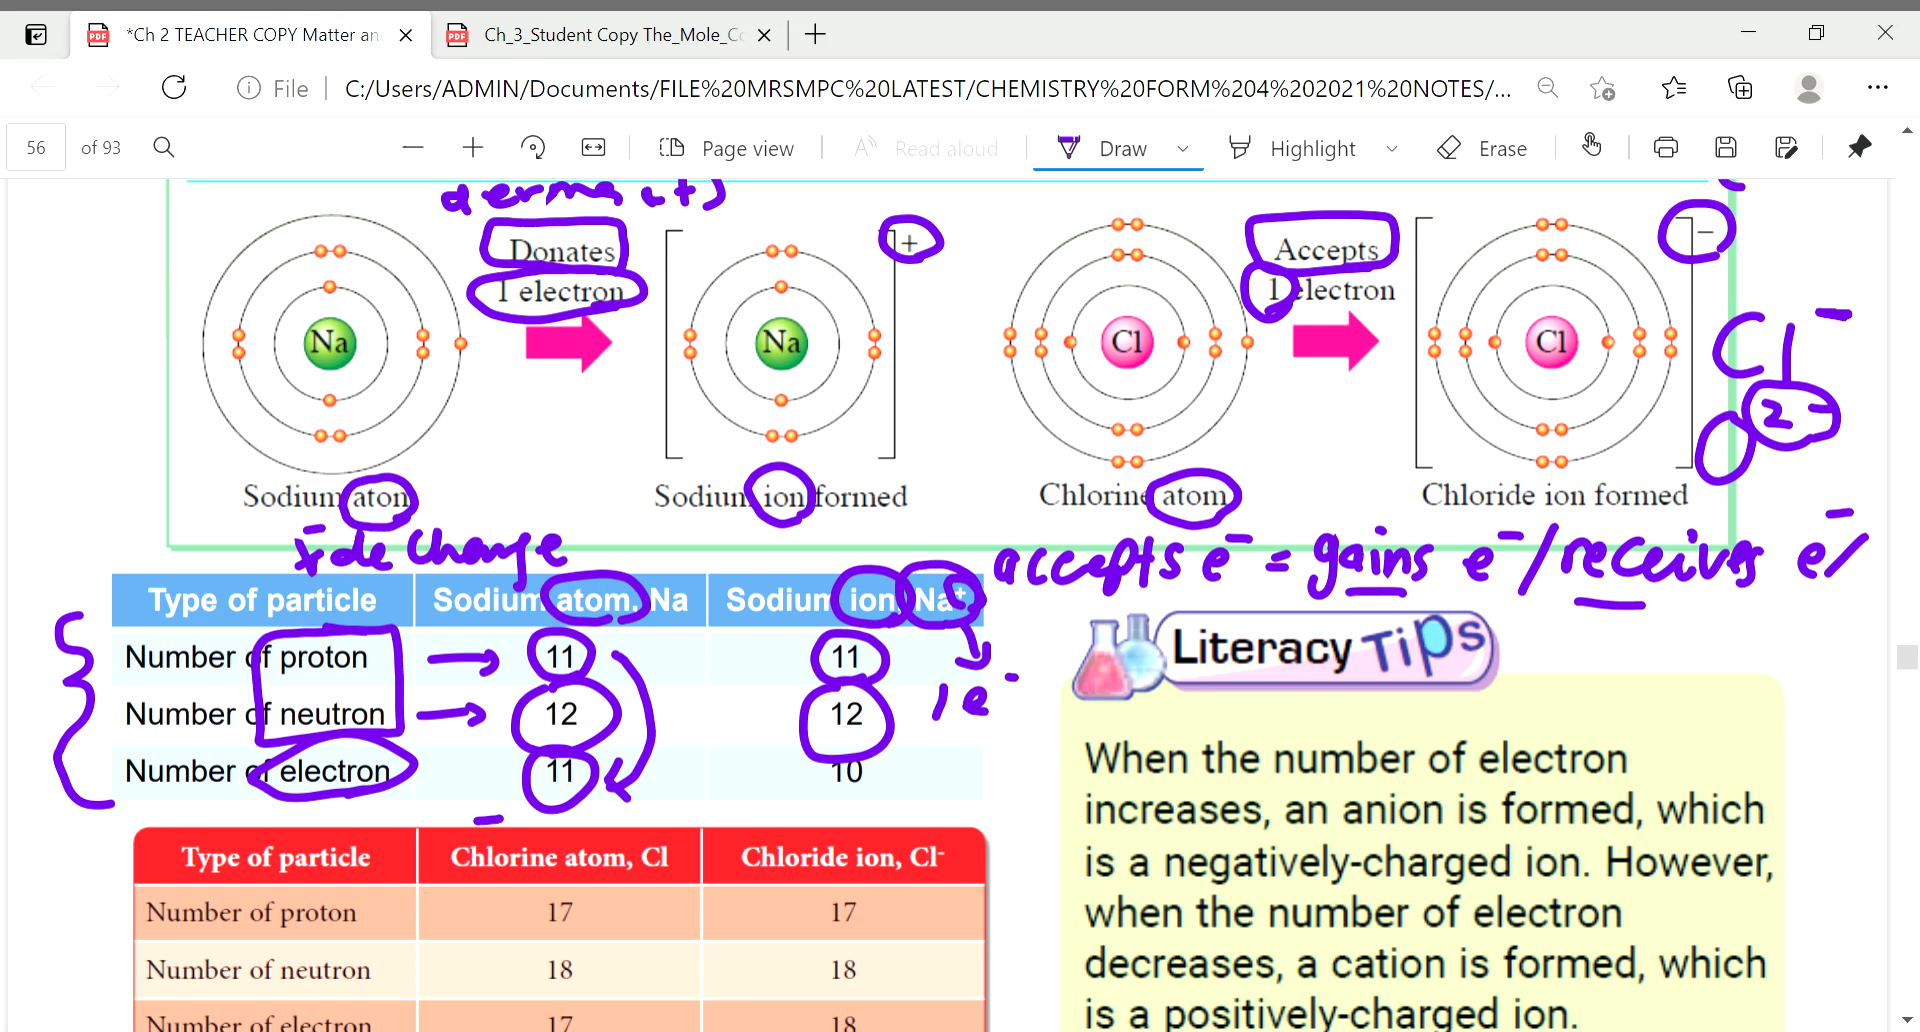 *Ch 2 TEACHER COPY Matter an
Ch_3_Student Copy The_Mole_Co
File
C:/Users/ADMIN/Documents/FILE%20MRSMPC%20LATEST/CHEMISTRY%20FORM%204%202021%20NOTES/...
56 of 93
Page view
Read aloud
Draw
Highlight
Erase
Donates
1 electron
+
Accepts
1 electron
−
Na
Na
Cl
Cl
Cl⁻
O²⁻
Sodium atom
Sodium ion formed
Chlorine atom
Chloride ion formed
accepts e⁻ = gains e⁻/receives e⁻/
Type of particle Sodium atom, Na Sodium ion, Na⁺
Number of proton 11 11
1 e⁻
Number of neutron 12 12
Number of electron 11 10
Type of particle Chlorine atom, Cl Chloride ion, Cl⁻
Number of proton 17 17
Number of neutron 18 18
Number of electron 17 18
Literacy Tips
When the number of electron
increases, an anion is formed, which
is a negatively-charged ion. However,
when the number of electron
decreases, a cation is formed, which
is a positively-charged ion.